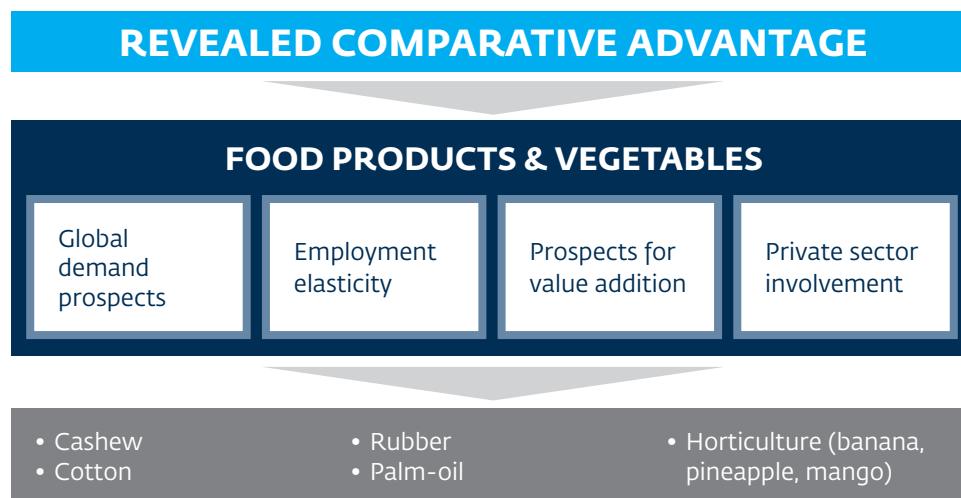 REVEALED COMPARATIVE ADVANTAGE
FOOD PRODUCTS & VEGETABLES
Global
demand
prospects
Employment
elasticity
Prospects for
value addition
Private sector
involvement
• Cashew
• Cotton
• Rubber
• Palm-oil
• Horticulture (banana,
pineapple, mango)